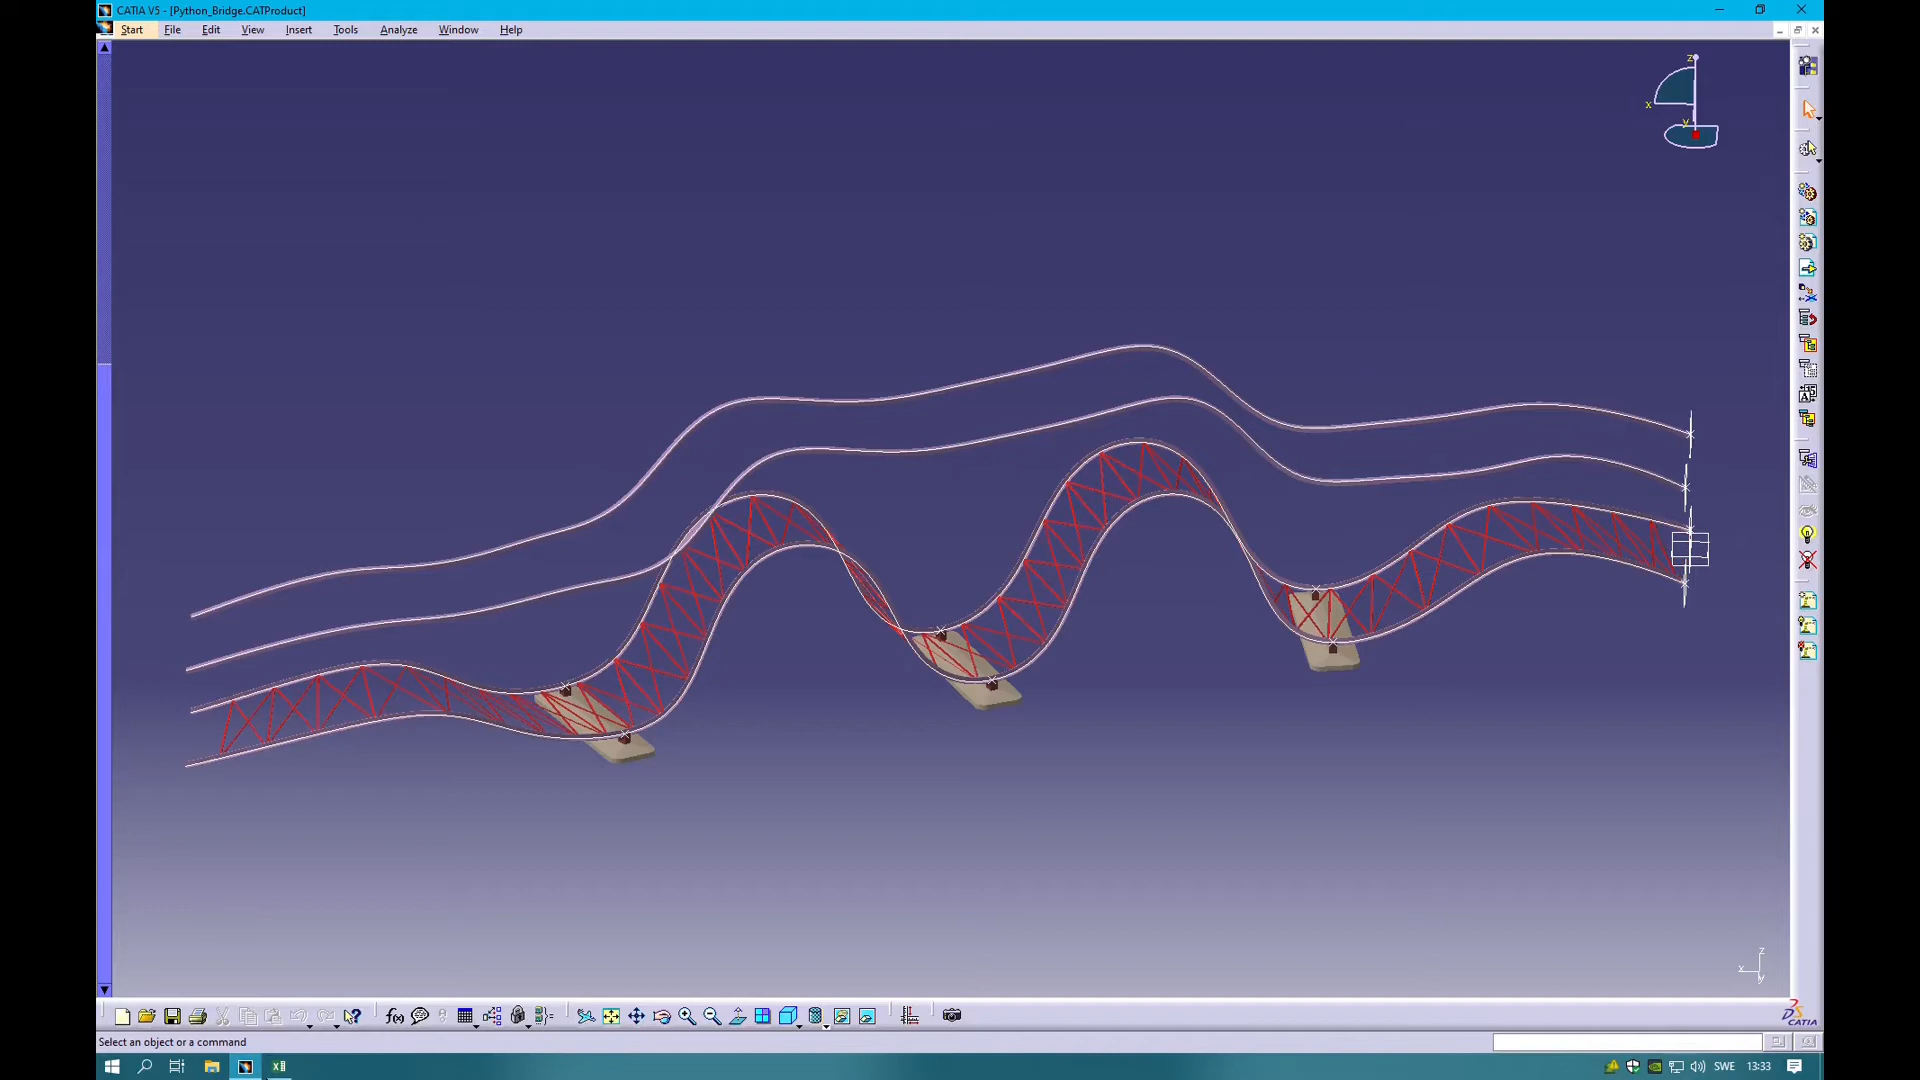 CATIA V5 - [Python_Bridge.CATProduct]
Start File Edit View Insert Tools Analyze Window Help
z
x
y
z
x
y
CATIA
Select an object or a command
SWE 13:33